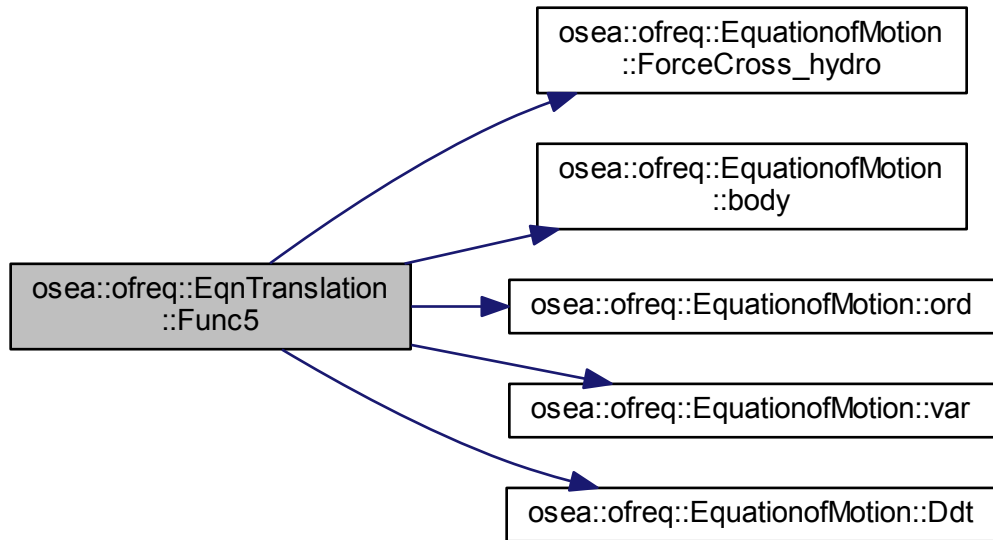 osea::ofreq::EquationofMotion
::ForceCross_hydro
osea::ofreq::EquationofMotion
::body
osea::ofreq::EqnTranslation
::Func5
osea::ofreq::EquationofMotion::ord
osea::ofreq::EquationofMotion::var
osea::ofreq::EquationofMotion::Ddt